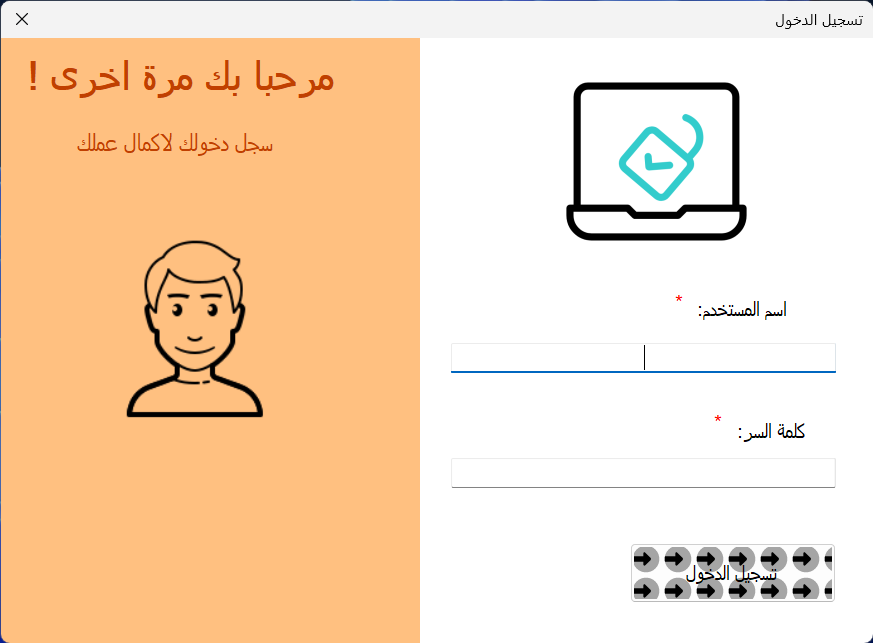 تسجيل الدخول
مرحبا بك مرة اخرى !
سجل دخولك لاكمال عملك
اسم المستخدم: *
كلمة السر: *
تسجيل الدخول